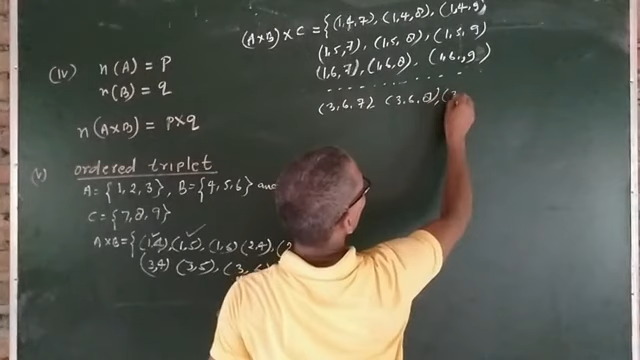 (iv) n(A) = p
n(B) = q
n(A×B) = p×q
(v) ordered triplet
A = {1, 2, 3}, B = {4, 5, 6} and
C = {7, 8, 9}
A×B = {(1,4), (1,5), (1,6) (2,4), (2
(3,4) (3,5), (3,6)
(A×B) × C = {(1,4,7), (1,4,8), (1,4,9)
(1,5,7), (1,5,8), (1,5,9)
(1,6,7), (1,6,8), (1,6,9)
..........
(3,6,7) (3,6,8), (3